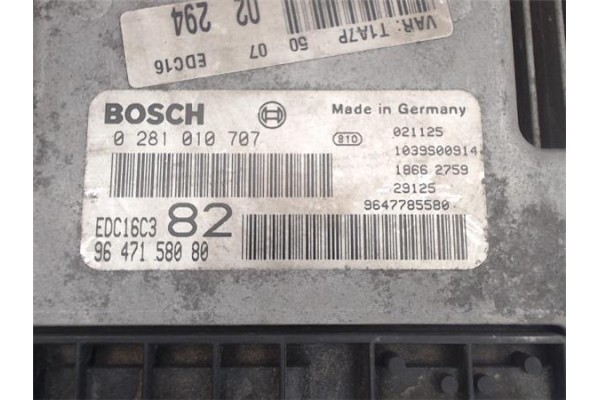 02 294
50 07
EDC16
VAR: T1A7P
BOSCH
Made in Germany
0 281 010 707
910
021125
1039S00914
1866 2759
29125
9647785580
EDC16C3 82
96 471 580 80